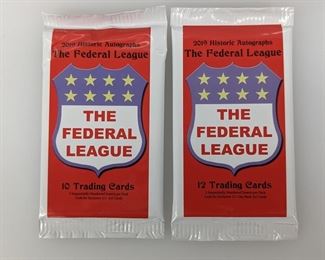 2019 Historic Autographs
The Federal League
THE
FEDERAL
LEAGUE
10 Trading Cards
2019 Historic Autographs
The Federal League
THE
FEDERAL
LEAGUE
12 Trading Cards